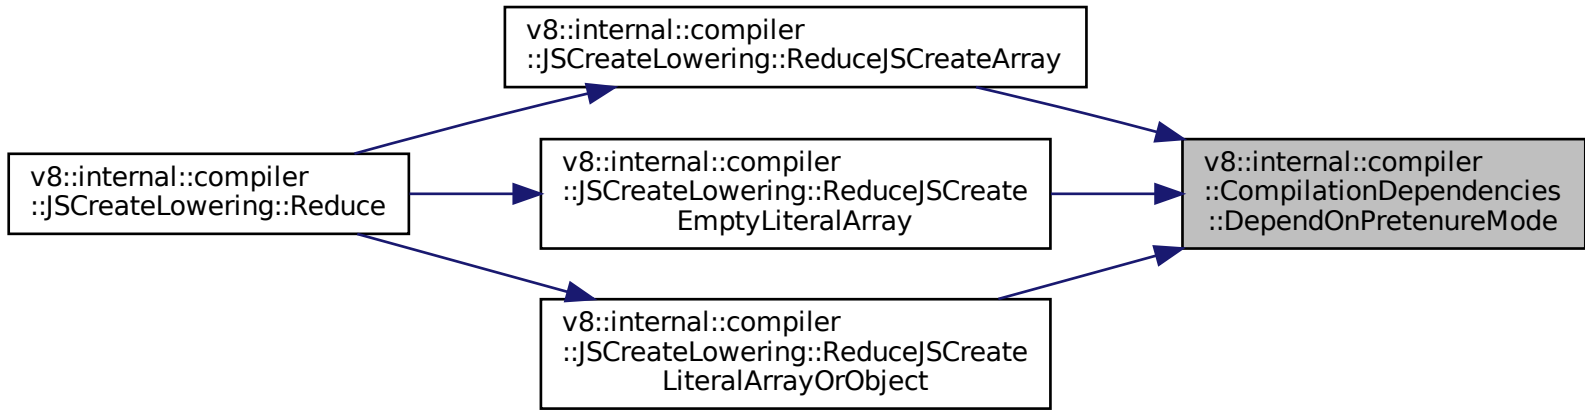 v8::internal::compiler
::JSCreateLowering::ReduceJSCreateArray
v8::internal::compiler
::JSCreateLowering::Reduce
v8::internal::compiler
::JSCreateLowering::ReduceJSCreate
EmptyLiteralArray
v8::internal::compiler
::CompilationDependencies
::DependOnPretenureMode
v8::internal::compiler
::JSCreateLowering::ReduceJSCreate
LiteralArrayOrObject